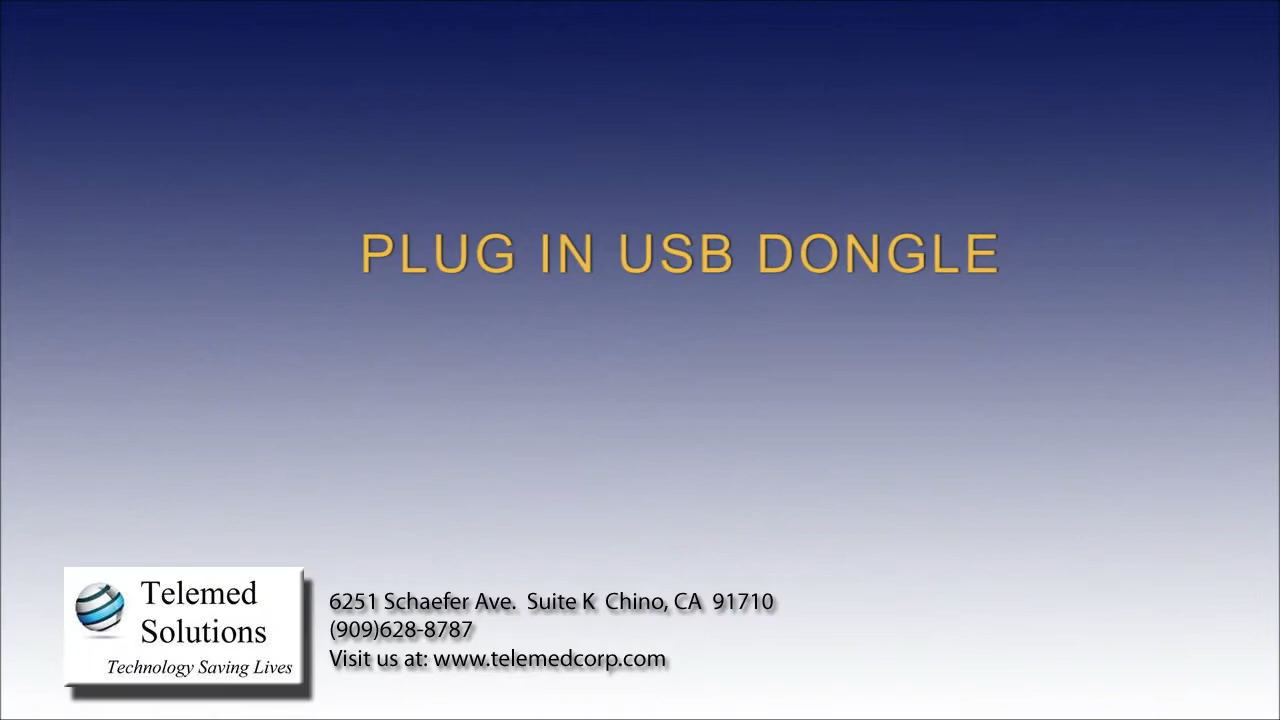 PLUG IN USB DONGLE
Telemed
Solutions
Technology Saving Lives
6251 Schaefer Ave. Suite K Chino, CA 91710
(909)628-8787
Visit us at: www.telemedcorp.com